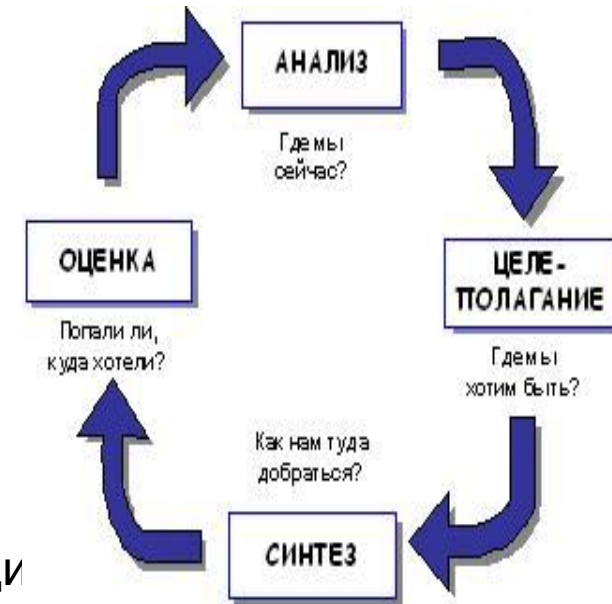 АНАЛИЗ
Где мы
сейчас?
ЦЕЛЕ-
ПОЛАГАНИЕ
Где мы
хотим быть?
Как нам туда
добраться?
СИНТЕЗ
ОЦЕНКА
Попали ли,
куда хотели?